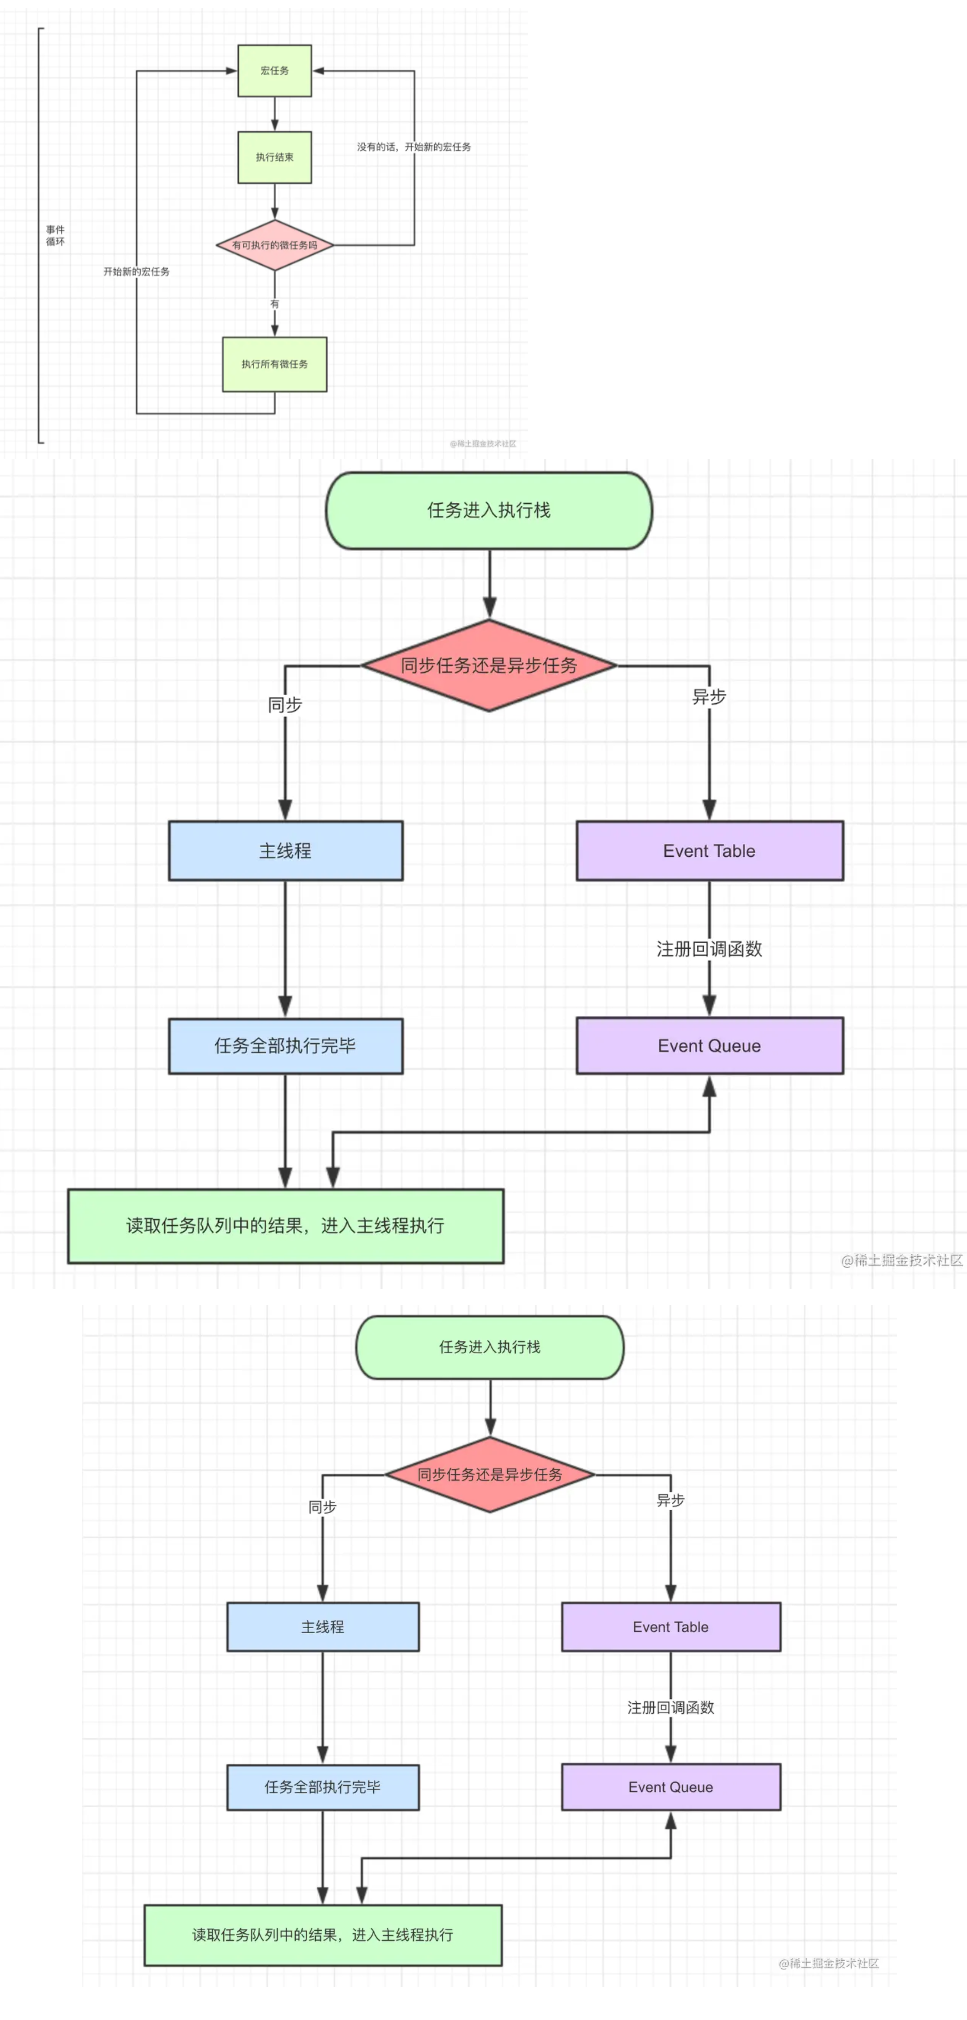 宏任务
执行结束
没有的话，开始新的宏任务
事件
循环
有可执行的微任务吗
开始新的宏任务
有
执行所有微任务
@稀土掘金技术社区
任务进入执行栈
同步任务还是异步任务
同步
异步
主线程
Event Table
注册回调函数
任务全部执行完毕
Event Queue
读取任务队列中的结果，进入主线程执行
@稀土掘金技术社区
任务进入执行栈
同步任务还是异步任务
同步
异步
主线程
Event Table
注册回调函数
任务全部执行完毕
Event Queue
读取任务队列中的结果，进入主线程执行
@稀土掘金技术社区